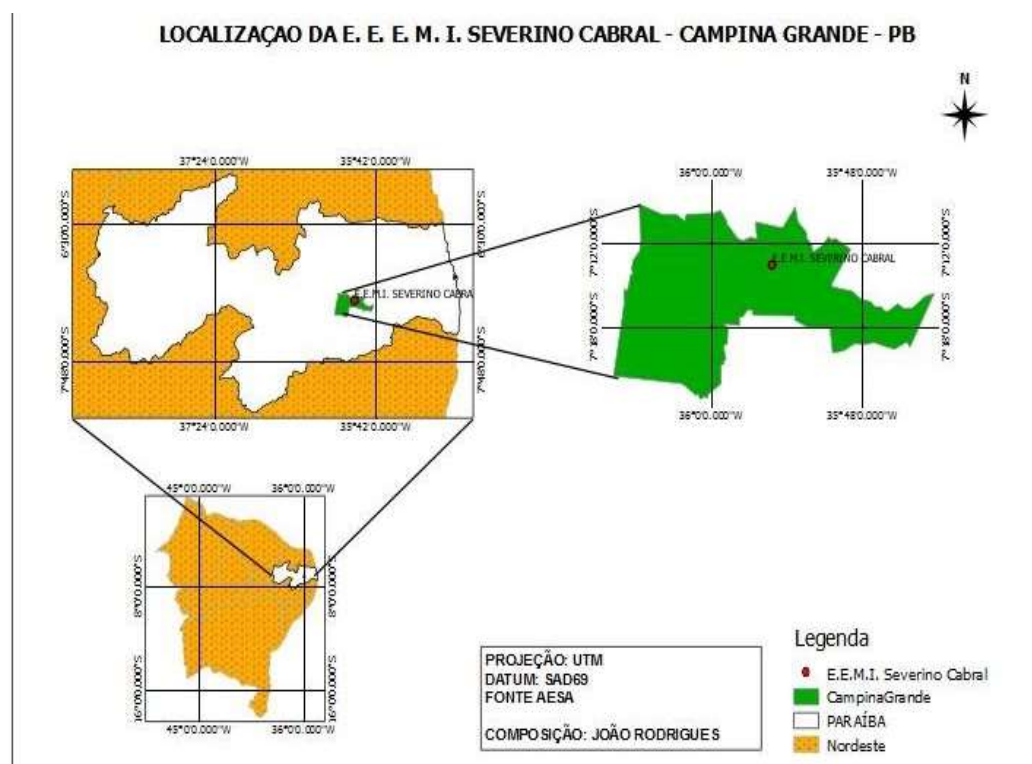 LOCALIZAÇAO DA E. E. E. M. I. SEVERINO CABRAL - CAMPINA GRANDE - PB
N
37°24'0.000"W 35°42'0.000"W
6°30'0.000"S 6°30'0.000"S
7°48'0.000"S 7°48'0.000"S
E.E.M.I. SEVERINO CABRA
37°24'0.000"W 35°42'0.000"W
36°0'0.000"W 35°48'0.000"W
7°12'0.000"S 7°12'0.000"S
E.E.M.I. SEVERINO CABRAL
7°18'0.000"S 7°18'0.000"S
36°0'0.000"W 35°48'0.000"W
45°0'0.000"W 36°0'0.000"W
8°0'0.000"S 8°0'0.000"S
16°0'0.000"S 16°0'0.000"S
45°0'0.000"W 36°0'0.000"W
PROJEÇÃO: UTM
DATUM: SAD69
FONTE AESA
COMPOSIÇÃO: JOÃO RODRIGUES
Legenda
E.E.M.I. Severino Cabral
CampinaGrande
PARAÍBA
Nordeste